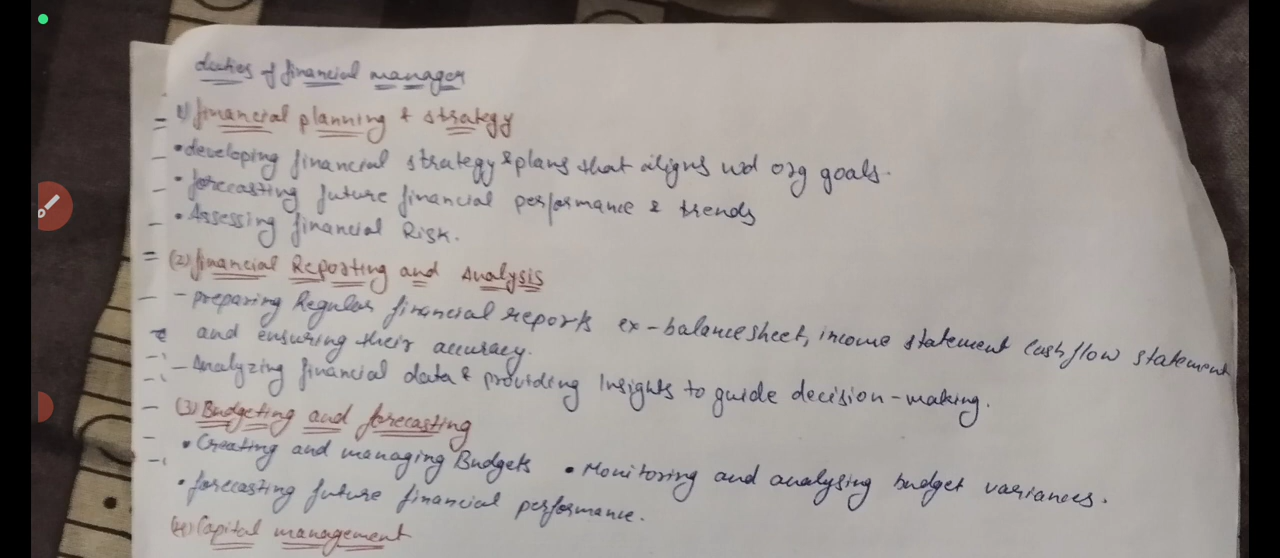 duties of financial manager
1) financial planning & strategy
• developing financial strategy & plans that aligns wd org goals.
• forecasting future financial performance & trends
• Assessing financial Risk.
(2) financial Reporting and Analysis
- preparing Regular financial reports ex - balance sheet, income statement cash flow statement
and ensuring their accuracy.
- Analyzing financial data & providing Insights to guide decision-making.
(3) Budgeting and forecasting
• Creating and managing Budgets • Monitoring and analysing budget variances.
• forecasting future financial performance.
(4) Capital management